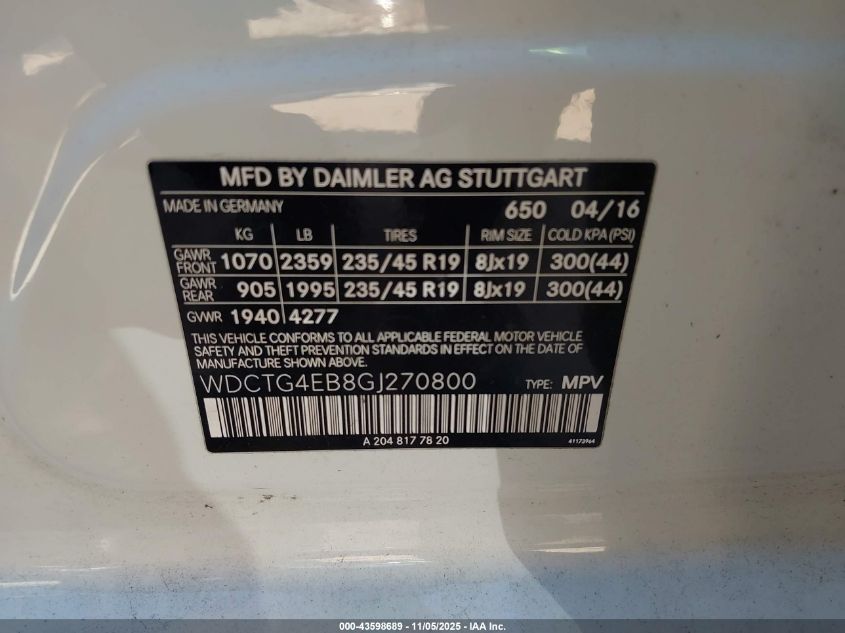 MFD BY DAIMLER AG STUTTGART
MADE IN GERMANY 650 04/16
KG LB TIRES RIM SIZE COLD KPA (PSI)
GAWR FRONT 1070 2359 235/45 R19 8Jx19 300(44)
GAWR REAR 905 1995 235/45 R19 8Jx19 300(44)
GVWR 1940 4277
THIS VEHICLE CONFORMS TO ALL APPLICABLE FEDERAL MOTOR VEHICLE
SAFETY AND THEFT PREVENTION STANDARDS IN EFFECT ON THE DATE OF
MANUFACTURE SHOWN ABOVE.
WDCTG4EB8GJ270800 TYPE: MPV
A 204 817 78 20 41173964
000-43598689 - 11/05/2025 - IAA Inc.